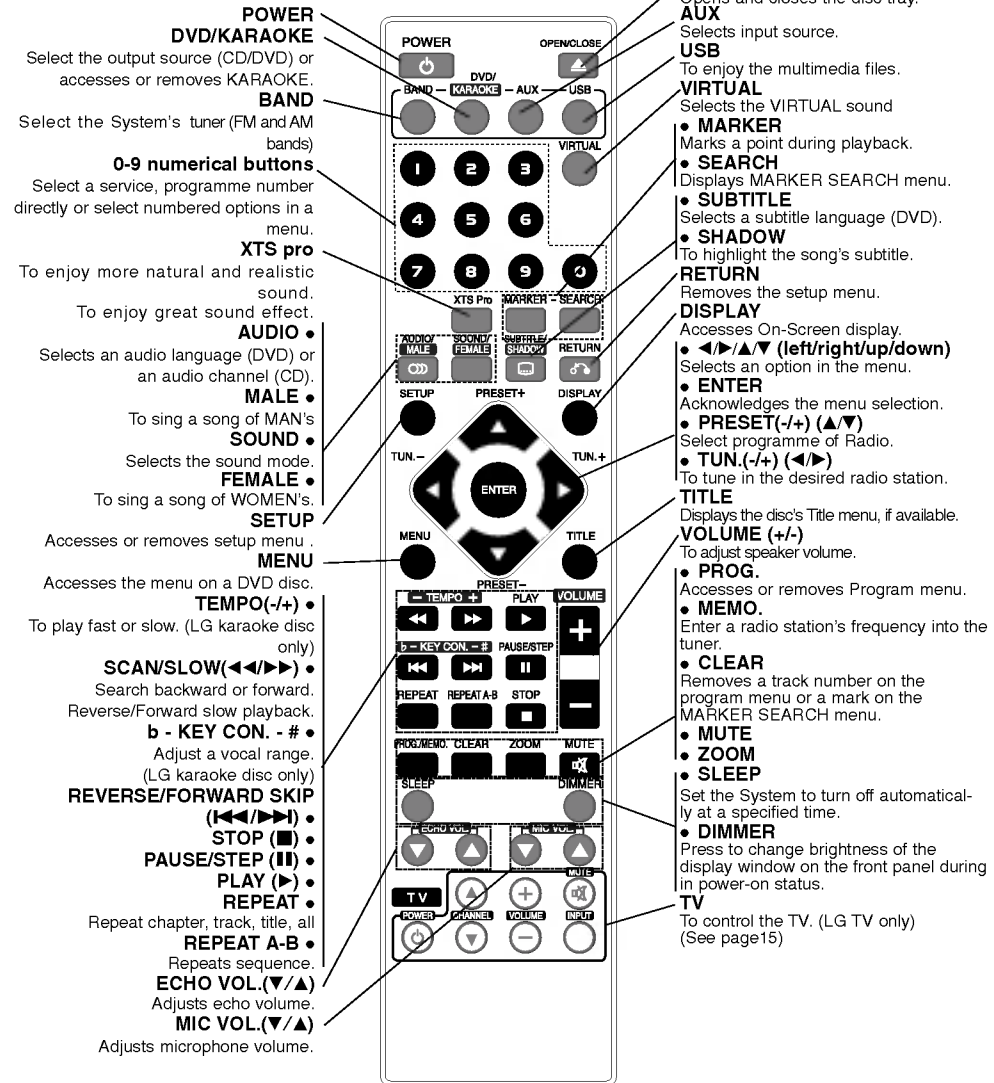 POWER
DVD/KARAOKE
Select the output source (CD/DVD) or
accesses or removes KARAOKE.
BAND
Select the System's tuner (FM and AM
bands)
0-9 numerical buttons
Select a service, programme number
directly or select numbered options in a
menu.
XTS pro
To enjoy more natural and realistic
sound.
To enjoy great sound effect.
AUDIO •
Selects an audio language (DVD) or
an audio channel (CD).
MALE •
To sing a song of MAN's
SOUND •
Selects the sound mode.
FEMALE •
To sing a song of WOMEN's.
SETUP
Accesses or removes setup menu .
MENU
Accesses the menu on a DVD disc.
TEMPO(-/+) •
To play fast or slow. (LG karaoke disc
only)
SCAN/SLOW(◄◄/►►) •
Search backward or forward.
Reverse/Forward slow playback.
b - KEY CON. - # •
Adjust a vocal range.
(LG karaoke disc only)
REVERSE/FORWARD SKIP
(I◄◄/►►I) •
STOP (■) •
PAUSE/STEP (II) •
PLAY (►) •
REPEAT •
Repeat chapter, track, title, all
REPEAT A-B •
Repeats sequence.
ECHO VOL.(▼/▲)
Adjusts echo volume.
MIC VOL.(▼/▲)
Adjusts microphone volume.
POWER
OPEN/CLOSE
DVD/
BAND
KARAOKE
AUX
USB
VIRTUAL
1 2 3
4 5 6
7 8 9 0
XTS Pro
MARKER - SEARCH
AUDIO/
MALE
SOUND/
FEMALE
SUBTITLE/
SHADOW
RETURN
SETUP
PRESET+
DISPLAY
TUN.-
TUN.+
ENTER
MENU
TITLE
PRESET-
- TEMPO +
PLAY
VOLUME
b - KEY CON. - #
PAUSE/STEP
REPEAT
REPEAT A-B
STOP
PROG./MEMO.
CLEAR
ZOOM
MUTE
SLEEP
DIMMER
ECHO VOL.
MIC VOL.
MUTE
TV
POWER
CHANNEL
VOLUME
INPUT
Opens and closes the disc tray.
AUX
Selects input source.
USB
To enjoy the multimedia files.
VIRTUAL
Selects the VIRTUAL sound
• MARKER
Marks a point during playback.
• SEARCH
Displays MARKER SEARCH menu.
• SUBTITLE
Selects a subtitle language (DVD).
• SHADOW
To highlight the song's subtitle.
RETURN
Removes the setup menu.
DISPLAY
Accesses On-Screen display.
• ◄/►/▲/▼ (left/right/up/down)
Selects an option in the menu.
• ENTER
Acknowledges the menu selection.
• PRESET(-/+) (▲/▼)
Select programme of Radio.
• TUN.(-/+) (◄/►)
To tune in the desired radio station.
TITLE
Displays the disc's Title menu, if available.
VOLUME (+/-)
To adjust speaker volume.
• PROG.
Accesses or removes Program menu.
• MEMO.
Enter a radio station's frequency into the
tuner.
• CLEAR
Removes a track number on the
program menu or a mark on the
MARKER SEARCH menu.
• MUTE
• ZOOM
• SLEEP
Set the System to turn off automatical-
ly at a specified time.
• DIMMER
Press to change brightness of the
display window on the front panel during
in power-on status.
TV
To control the TV. (LG TV only)
(See page15)